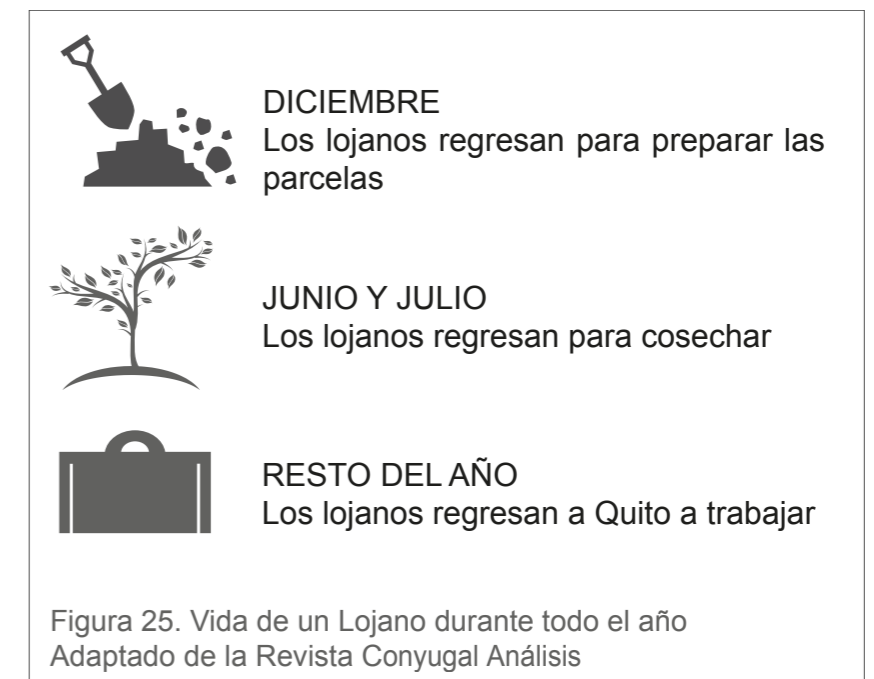 DICIEMBRE
Los lojanos regresan para preparar las
parcelas
JUNIO Y JULIO
Los lojanos regresan para cosechar
RESTO DEL AÑO
Los lojanos regresan a Quito a trabajar
Figura 25. Vida de un Lojano durante todo el año
Adaptado de la Revista Conyugal Análisis